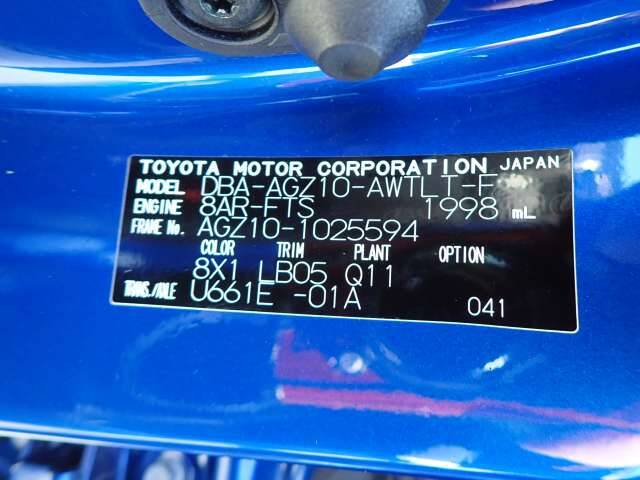 TOYOTA MOTOR CORPORATION JAPAN
MODEL DBA-AGZ10-AWTLT-F
ENGINE 8AR-FTS 1998 mL
FRAME No. AGZ10-1025594
COLOR TRIM PLANT OPTION
8X1 LB05 Q11
TRANS./AXLE U661E -01A 041